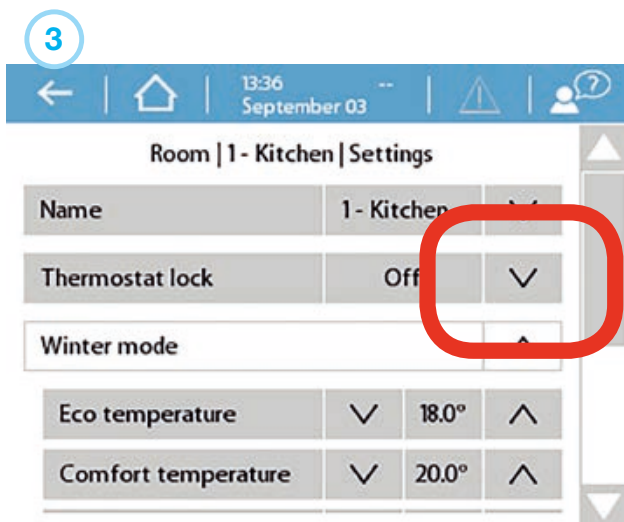 3
13:36 --
September 03
?
Room | 1 - Kitchen | Settings
Name 1 - Kitchen
Thermostat lock Off
Winter mode
Eco temperature 18.0°
Comfort temperature 20.0°